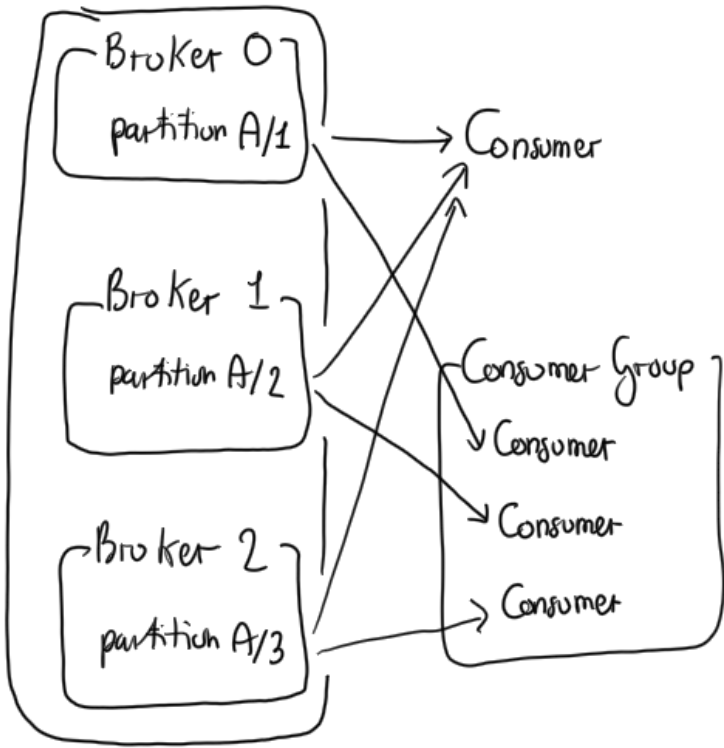 Broker 0
partition A/1
Consumer
Broker 1
partition A/2
Consumer Group
Consumer
Consumer
Broker 2
partition A/3
Consumer